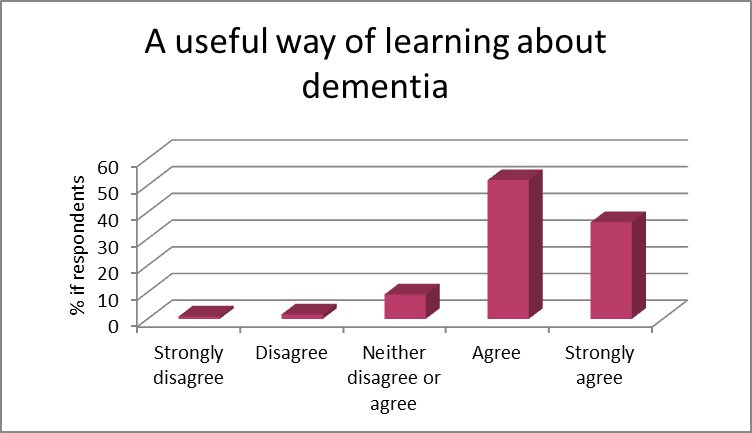 A useful way of learning about
dementia
% if respondents
60
50
40
30
20
10
0
Strongly
disagree
Disagree
Neither
disagree or
agree
Agree
Strongly
agree